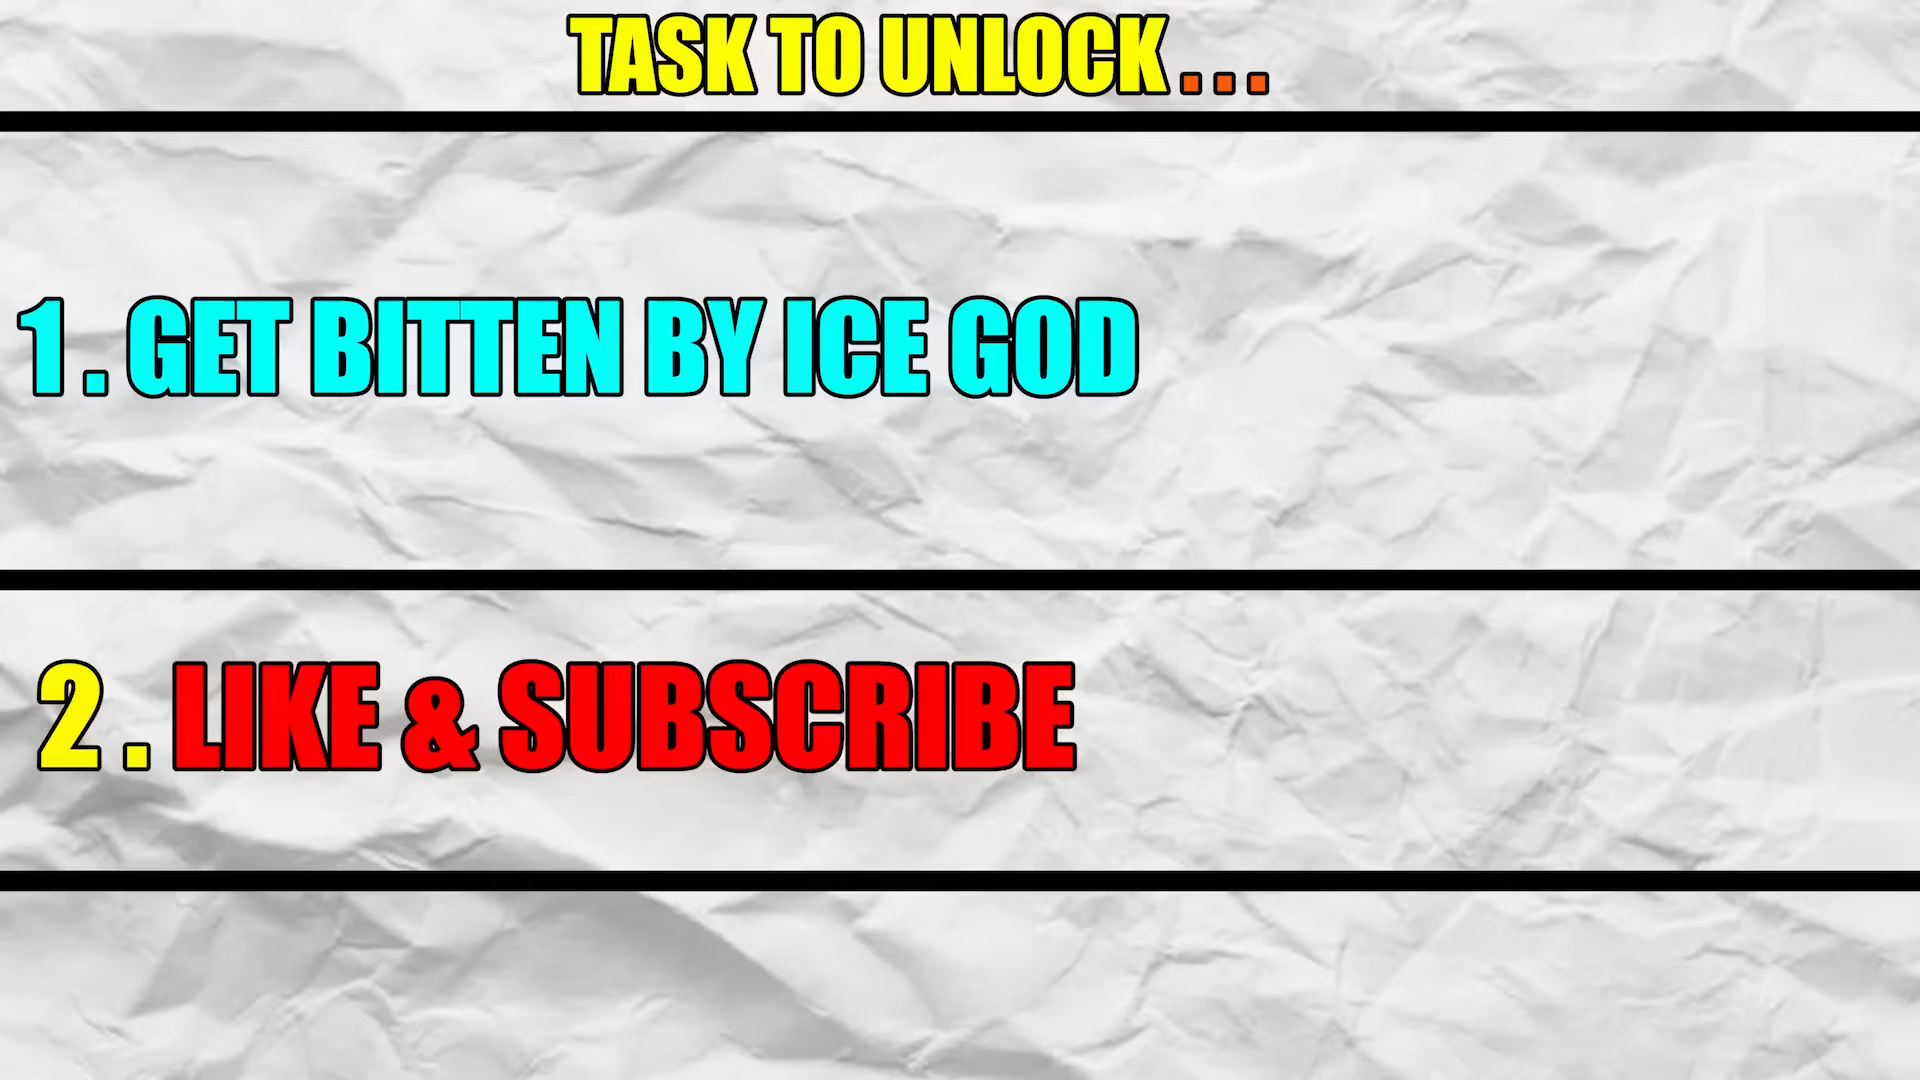 TASK TO UNLOCK...
1. GET BITTEN BY ICE GOD
2. LIKE & SUBSCRIBE